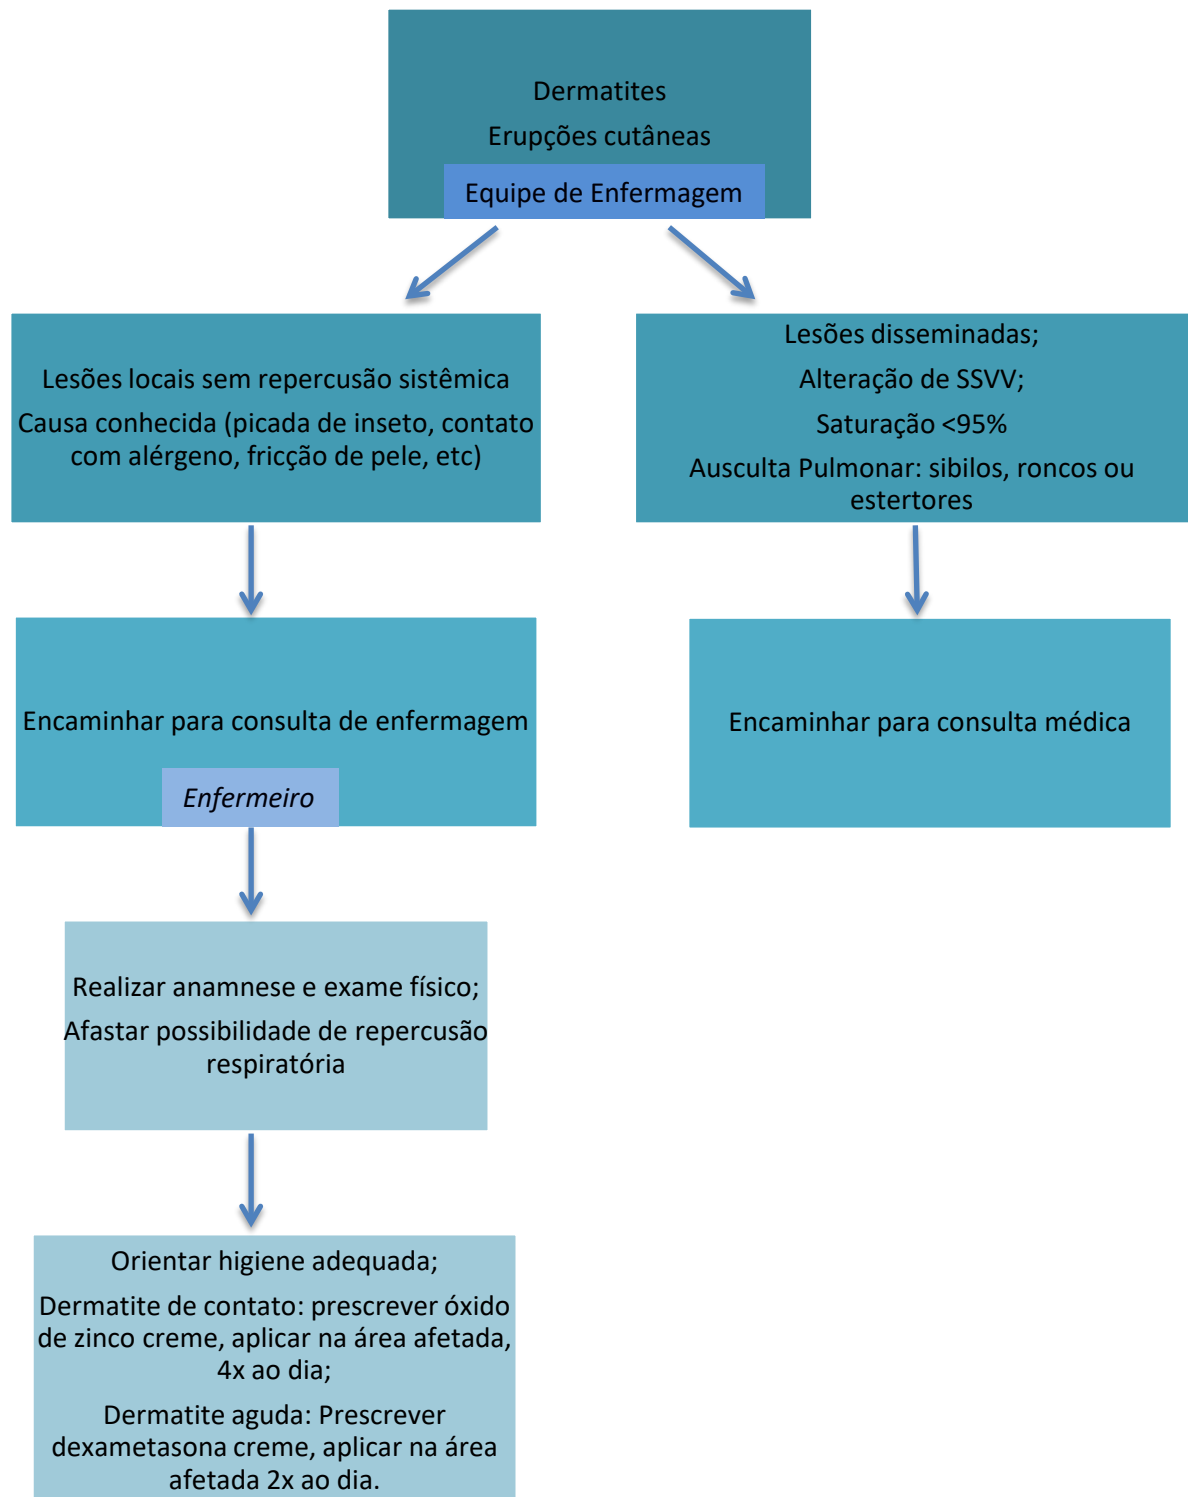 Dermatites
Erupções cutâneas
Equipe de Enfermagem
Lesões locais sem repercusão sistêmica
Causa conhecida (picada de inseto, contato
com alérgeno, fricção de pele, etc)
Lesões disseminadas;
Alteração de SSVV;
Saturação <95%
Ausculta Pulmonar: sibilos, roncos ou
estertores
Encaminhar para consulta de enfermagem
Enfermeiro
Encaminhar para consulta médica
Realizar anamnese e exame físico;
Afastar possibilidade de repercusão
respiratória
Orientar higiene adequada;
Dermatite de contato: prescrever óxido
de zinco creme, aplicar na área afetada,
4x ao dia;
Dermatite aguda: Prescrever
dexametasona creme, aplicar na área
afetada 2x ao dia.